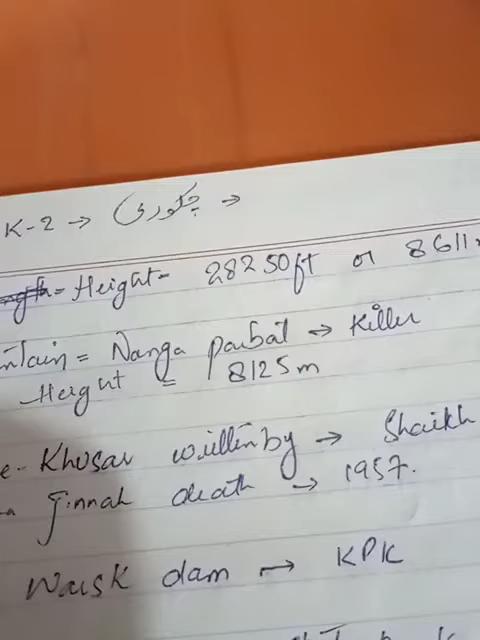 K-2 → چکوری →
Height- 28250ft or 8611
= Nanga parbat → Killer
Height = 8125m
Khusar written by → Shaikh
Jinnah death → 1957.
Warsk dam → KPK